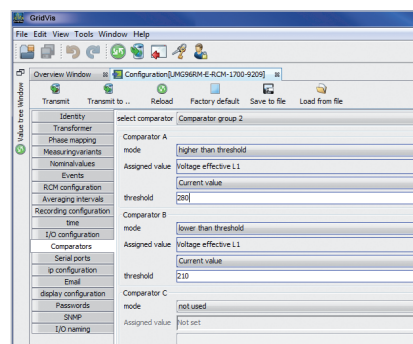 GridVis
File Edit View Tools Window Help
Overview Window Configuration[UMG96RM-E-RCM-1700-9209]
Value tree Window
Transmit Transmit to .. Reload Factory default Save to file Load from file
Identity
Transformer
Phase mapping
Measuringvariants
Nominalvalues
Events
RCM configuration
Averaging intervals
Recording configuration
time
I/O configuration
Comparators
Serial ports
ip configuration
Email
display configuration
Passwords
SNMP
I/O naming
select comparator Comparator group 2
Comparator A
mode higher than threshold
Assigned value Voltage effective L1
Current value
threshold 280
Comparator B
mode lower than threshold
Assigned value Voltage effective L1
Current value
threshold 210
Comparator C
mode not used
Assigned value Not set